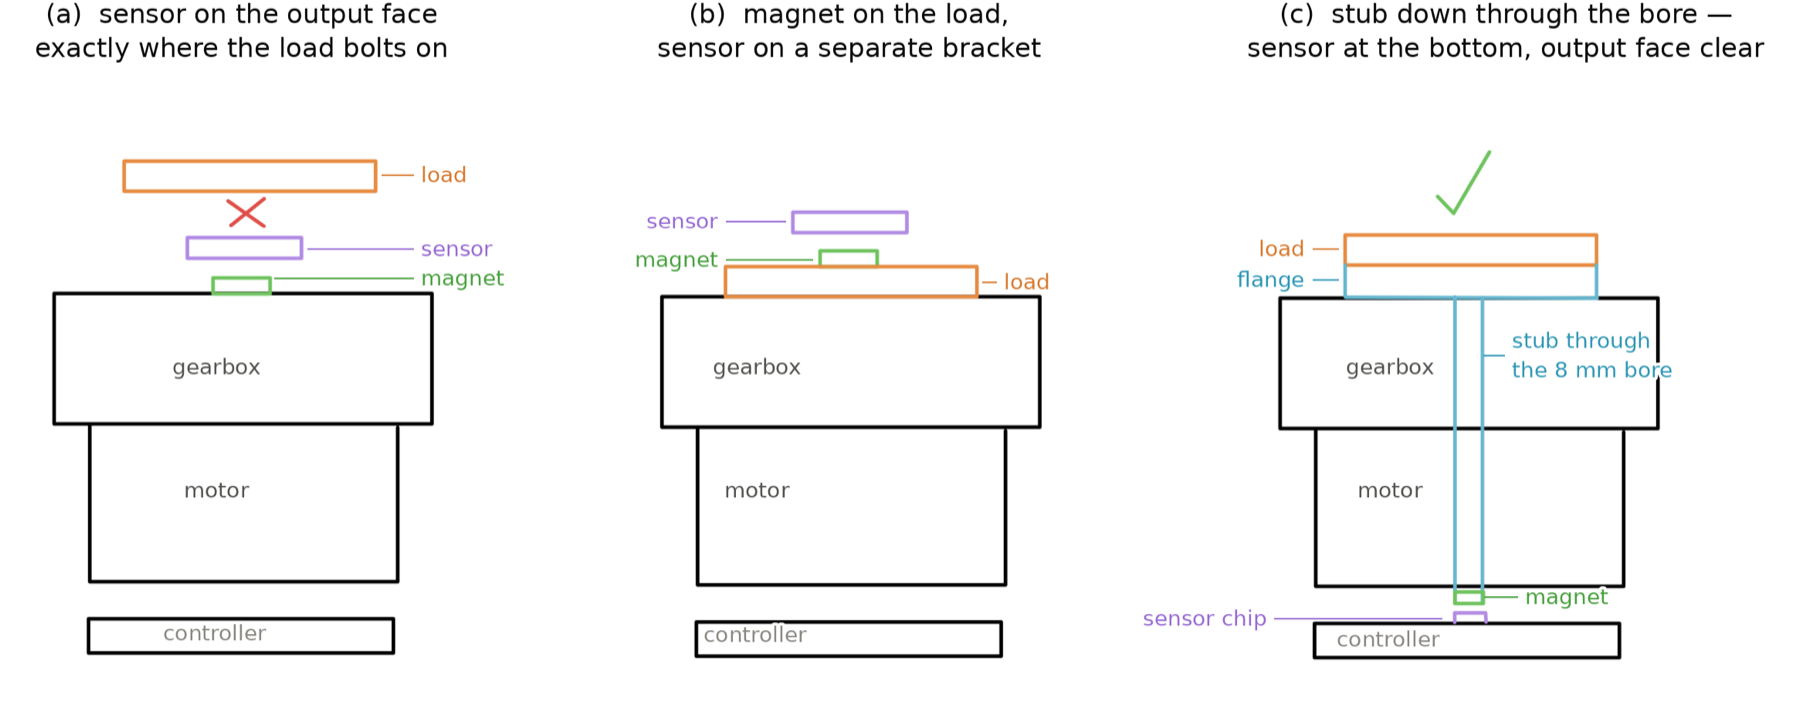 (a)  sensor on the output face
exactly where the load bolts on
load
sensor
magnet
gearbox
motor
controller
(b)  magnet on the load,
sensor on a separate bracket
sensor
magnet
load
gearbox
motor
controller
(c)  stub down through the bore —
sensor at the bottom, output face clear
load
flange
stub through
the 8 mm bore
gearbox
motor
magnet
sensor chip
controller